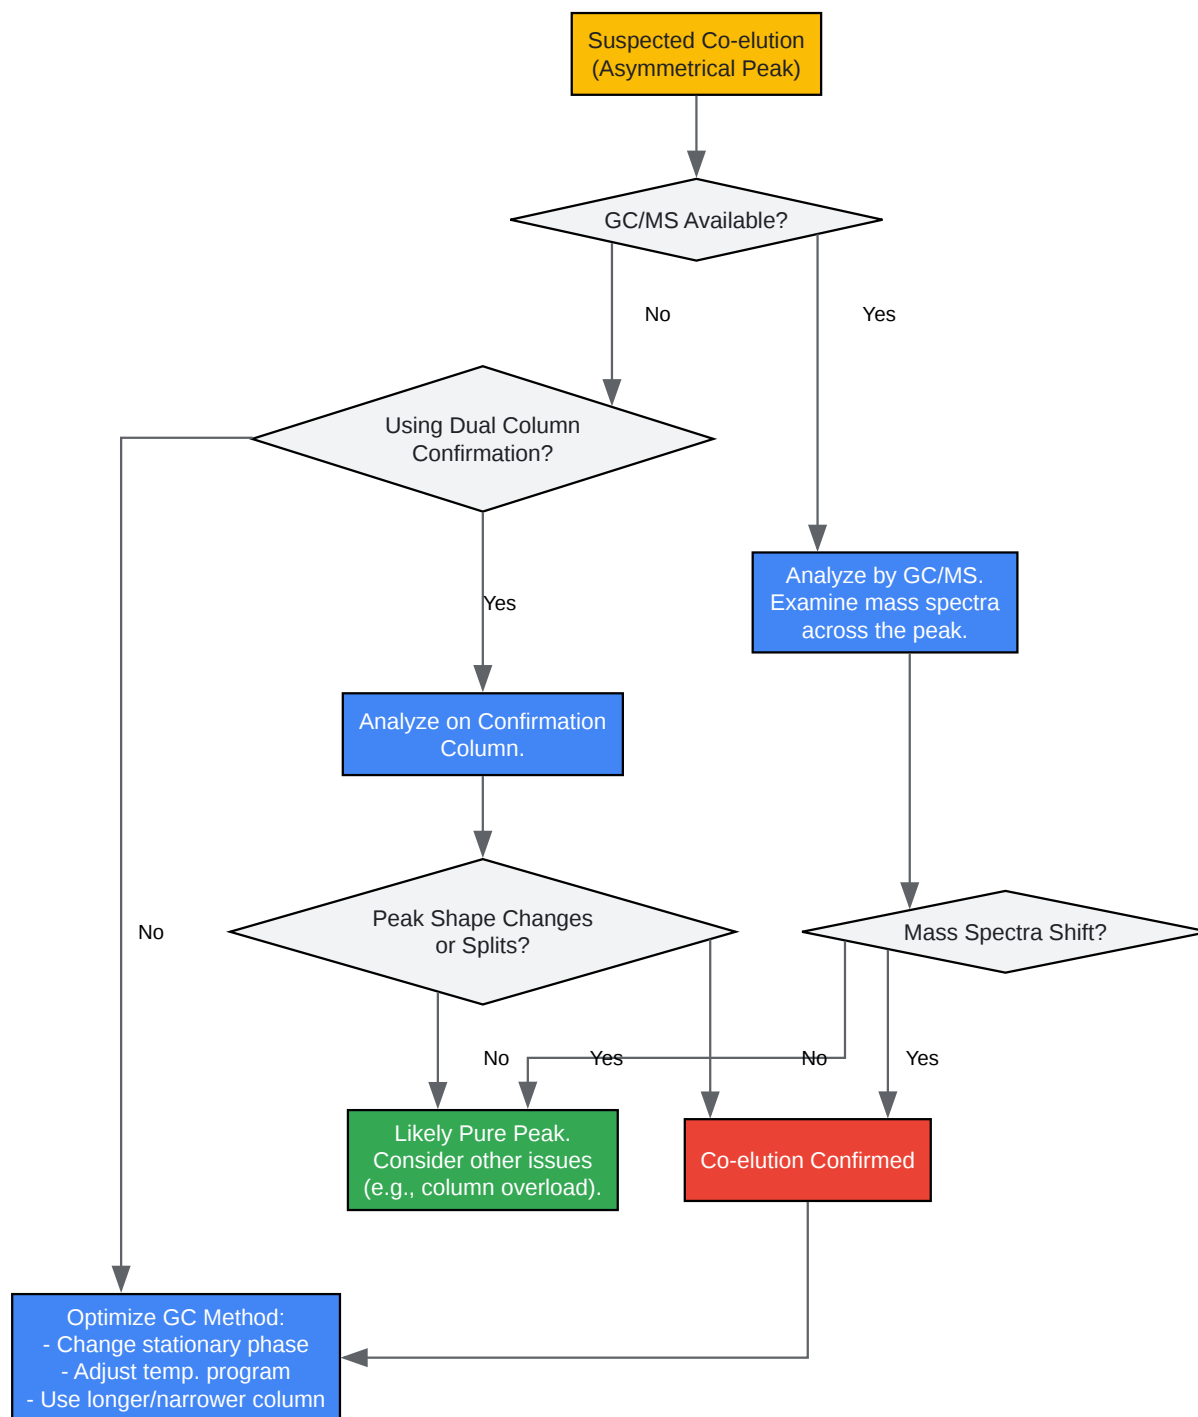 Suspected Co-elution
(Asymmetrical Peak)
GC/MS Available?
No
Yes
Using Dual Column
Confirmation?
Analyze by GC/MS.
Examine mass spectra
across the peak.
Yes
Analyze on Confirmation
Column.
Peak Shape Changes
or Splits?
Mass Spectra Shift?
No
No
Yes
No
Yes
Likely Pure Peak.
Consider other issues
(e.g., column overload).
Co-elution Confirmed
Optimize GC Method:
- Change stationary phase
- Adjust temp. program
- Use longer/narrower column